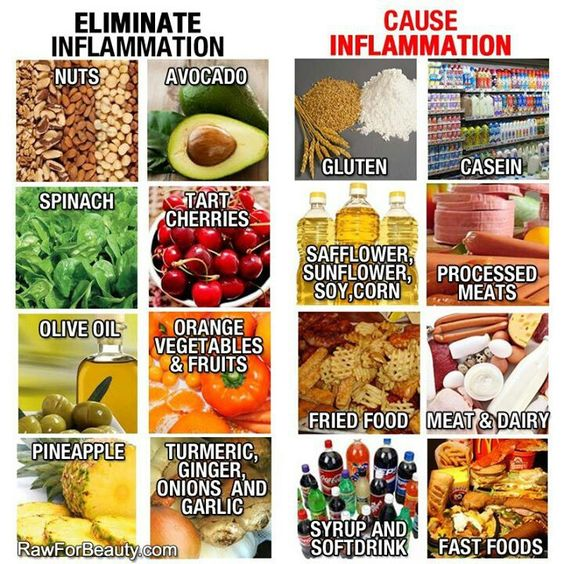 ELIMINATE
INFLAMMATION
NUTS
AVOCADO
SPINACH
TART
CHERRIES
OLIVE OIL
ORANGE
VEGETABLES
& FRUITS
PINEAPPLE
TURMERIC,
GINGER,
ONIONS AND
GARLIC
RawForBeauty.com
CAUSE
INFLAMMATION
GLUTEN
CASEIN
SAFFLOWER,
SUNFLOWER,
SOY,CORN
PROCESSED
MEATS
FRIED FOOD
MEAT & DAIRY
SYRUP AND
SOFTDRINK
FAST FOODS